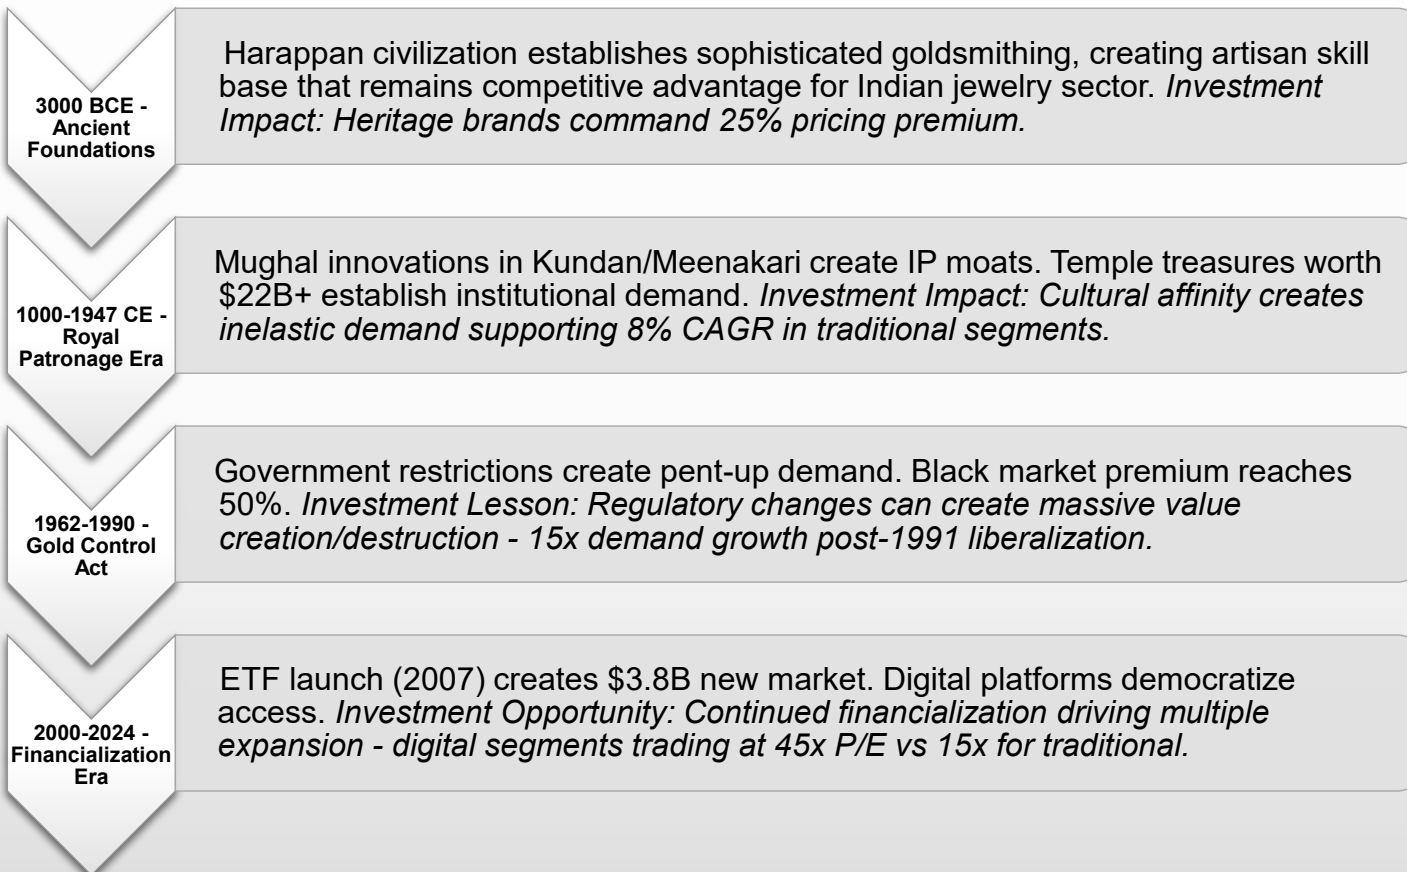 3000 BCE -
Ancient
Foundations
Harappan civilization establishes sophisticated goldsmithing, creating artisan skill
base that remains competitive advantage for Indian jewelry sector. Investment
Impact: Heritage brands command 25% pricing premium.
1000-1947 CE -
Royal
Patronage Era
Mughal innovations in Kundan/Meenakari create IP moats. Temple treasures worth
$22B+ establish institutional demand. Investment Impact: Cultural affinity creates
inelastic demand supporting 8% CAGR in traditional segments.
1962-1990 -
Gold Control
Act
Government restrictions create pent-up demand. Black market premium reaches
50%. Investment Lesson: Regulatory changes can create massive value
creation/destruction - 15x demand growth post-1991 liberalization.
2000-2024 -
Financialization
Era
ETF launch (2007) creates $3.8B new market. Digital platforms democratize
access. Investment Opportunity: Continued financialization driving multiple
expansion - digital segments trading at 45x P/E vs 15x for traditional.